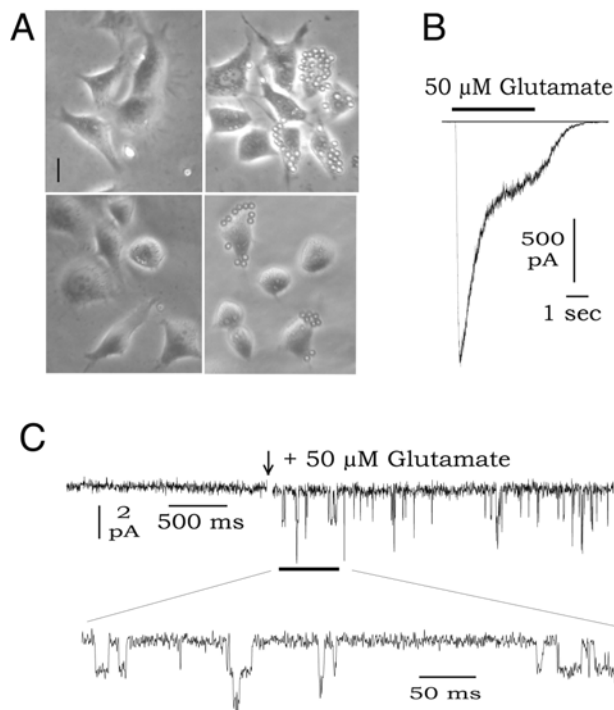 A
B
50 µM Glutamate
500
pA
1 sec
C
+ 50 µM Glutamate
2
pA
500 ms
50 ms